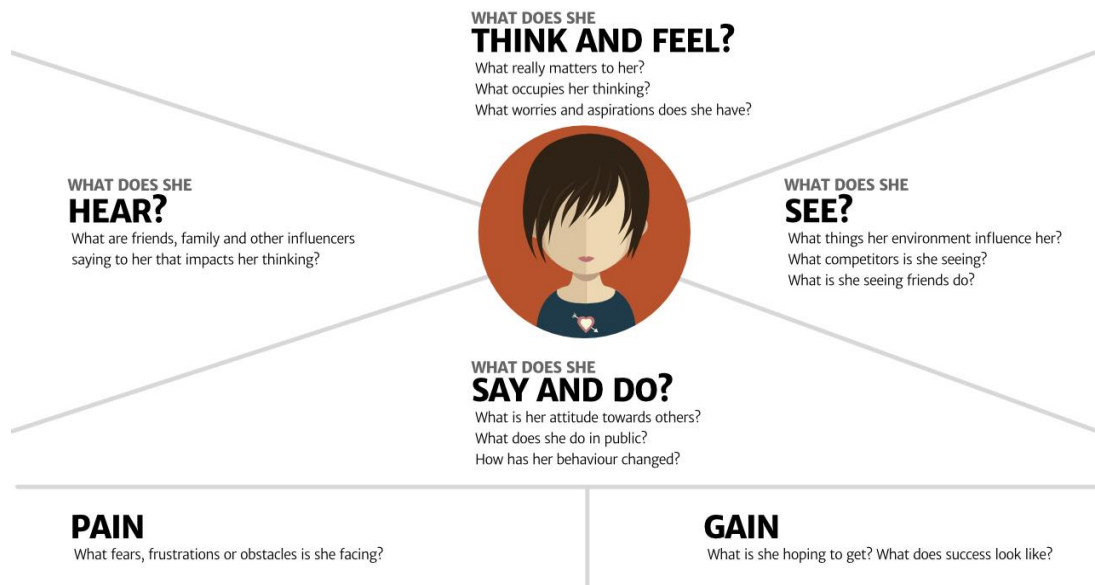 WHAT DOES SHE
THINK AND FEEL?
What really matters to her?
What occupies her thinking?
What worries and aspirations does she have?
WHAT DOES SHE
HEAR?
What are friends, family and other influencers
saying to her that impacts her thinking?
WHAT DOES SHE
SEE?
What things her environment influence her?
What competitors is she seeing?
What is she seeing friends do?
WHAT DOES SHE
SAY AND DO?
What is her attitude towards others?
What does she do in public?
How has her behaviour changed?
PAIN
What fears, frustrations or obstacles is she facing?
GAIN
What is she hoping to get? What does success look like?